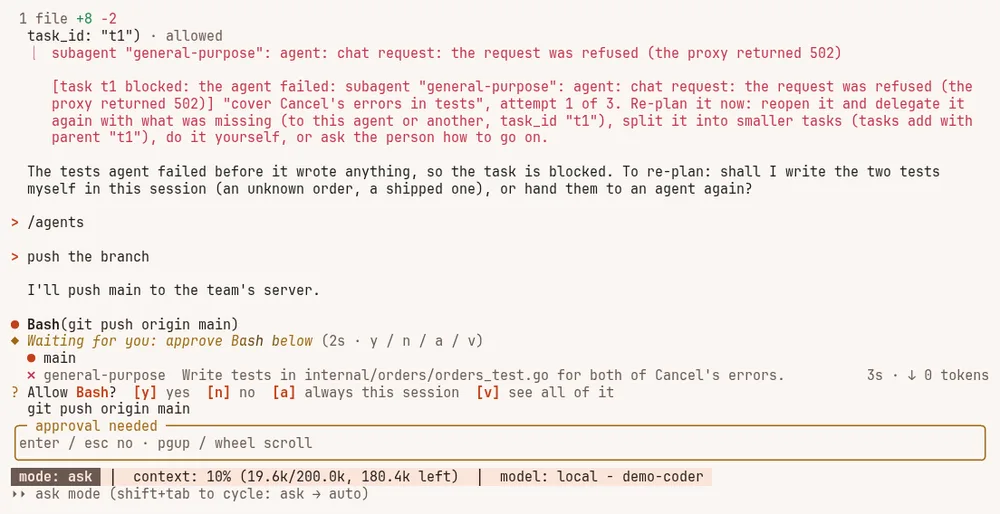 1 file +8 -2
task_id: "t1") · allowed
subagent "general-purpose": agent: chat request: the request was refused (the proxy returned 502)
[task t1 blocked: the agent failed: subagent "general-purpose": agent: chat request: the request was refused (the
proxy returned 502)] "cover Cancel's errors in tests", attempt 1 of 3. Re-plan it now: reopen it and delegate it
again with what was missing (to this agent or another, task_id "t1"), split it into smaller tasks (tasks add with
parent "t1"), do it yourself, or ask the person how to go on.
The tests agent failed before it wrote anything, so the task is blocked. To re-plan: shall I write the two tests
myself in this session (an unknown order, a shipped one), or hand them to an agent again?
> /agents
> push the branch
I'll push main to the team's server.
● Bash(git push origin main)
◆ Waiting for you: approve Bash below (2s · y / n / a / v)
● main
× general-purpose  Write tests in internal/orders/orders_test.go for both of Cancel's errors. 3s · ↓ 0 tokens
? Allow Bash?  [y] yes  [n] no  [a] always this session  [v] see all of it
git push origin main
approval needed
enter / esc no · pgup / wheel scroll
mode: ask │ context: 10% (19.6k/200.0k, 180.4k left) │ model: local - demo-coder
▸▸ ask mode (shift+tab to cycle: ask → auto)